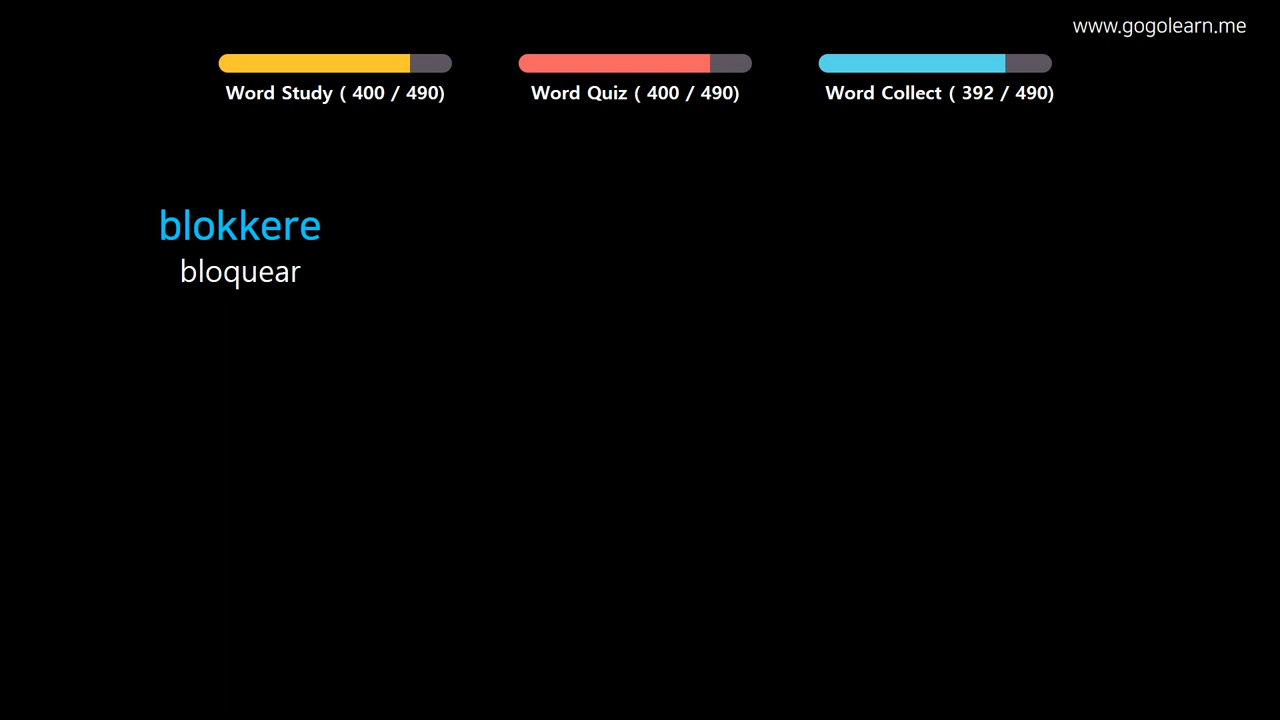 www.gogolearn.me
Word Study ( 400 / 490)
Word Quiz ( 400 / 490)
Word Collect ( 392 / 490)
blokkere
bloquear